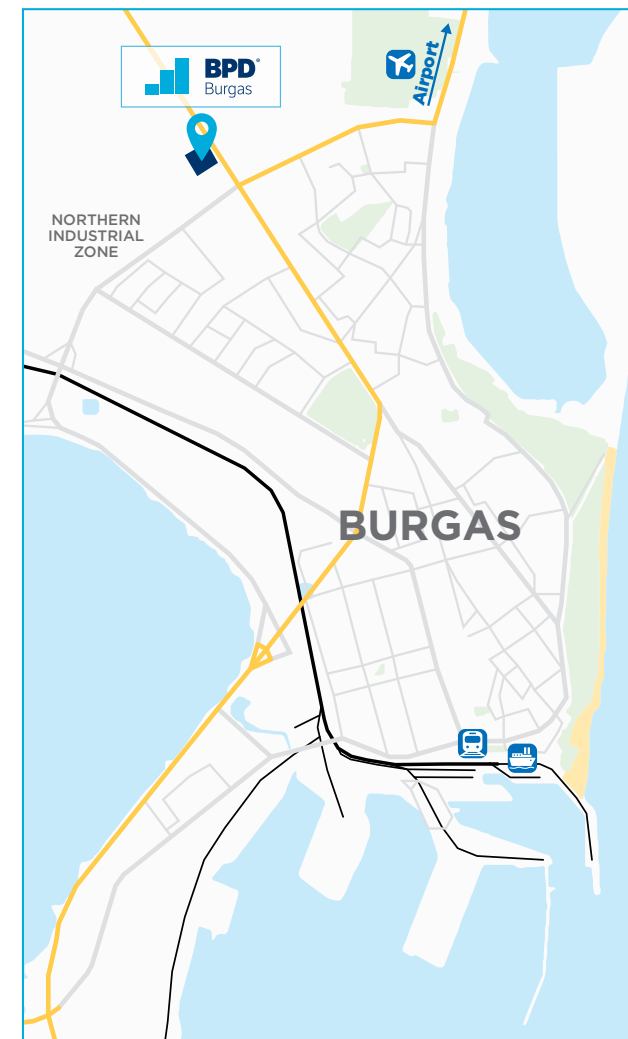 BPD®
Burgas
Airport
NORTHERN
INDUSTRIAL
ZONE
BURGAS